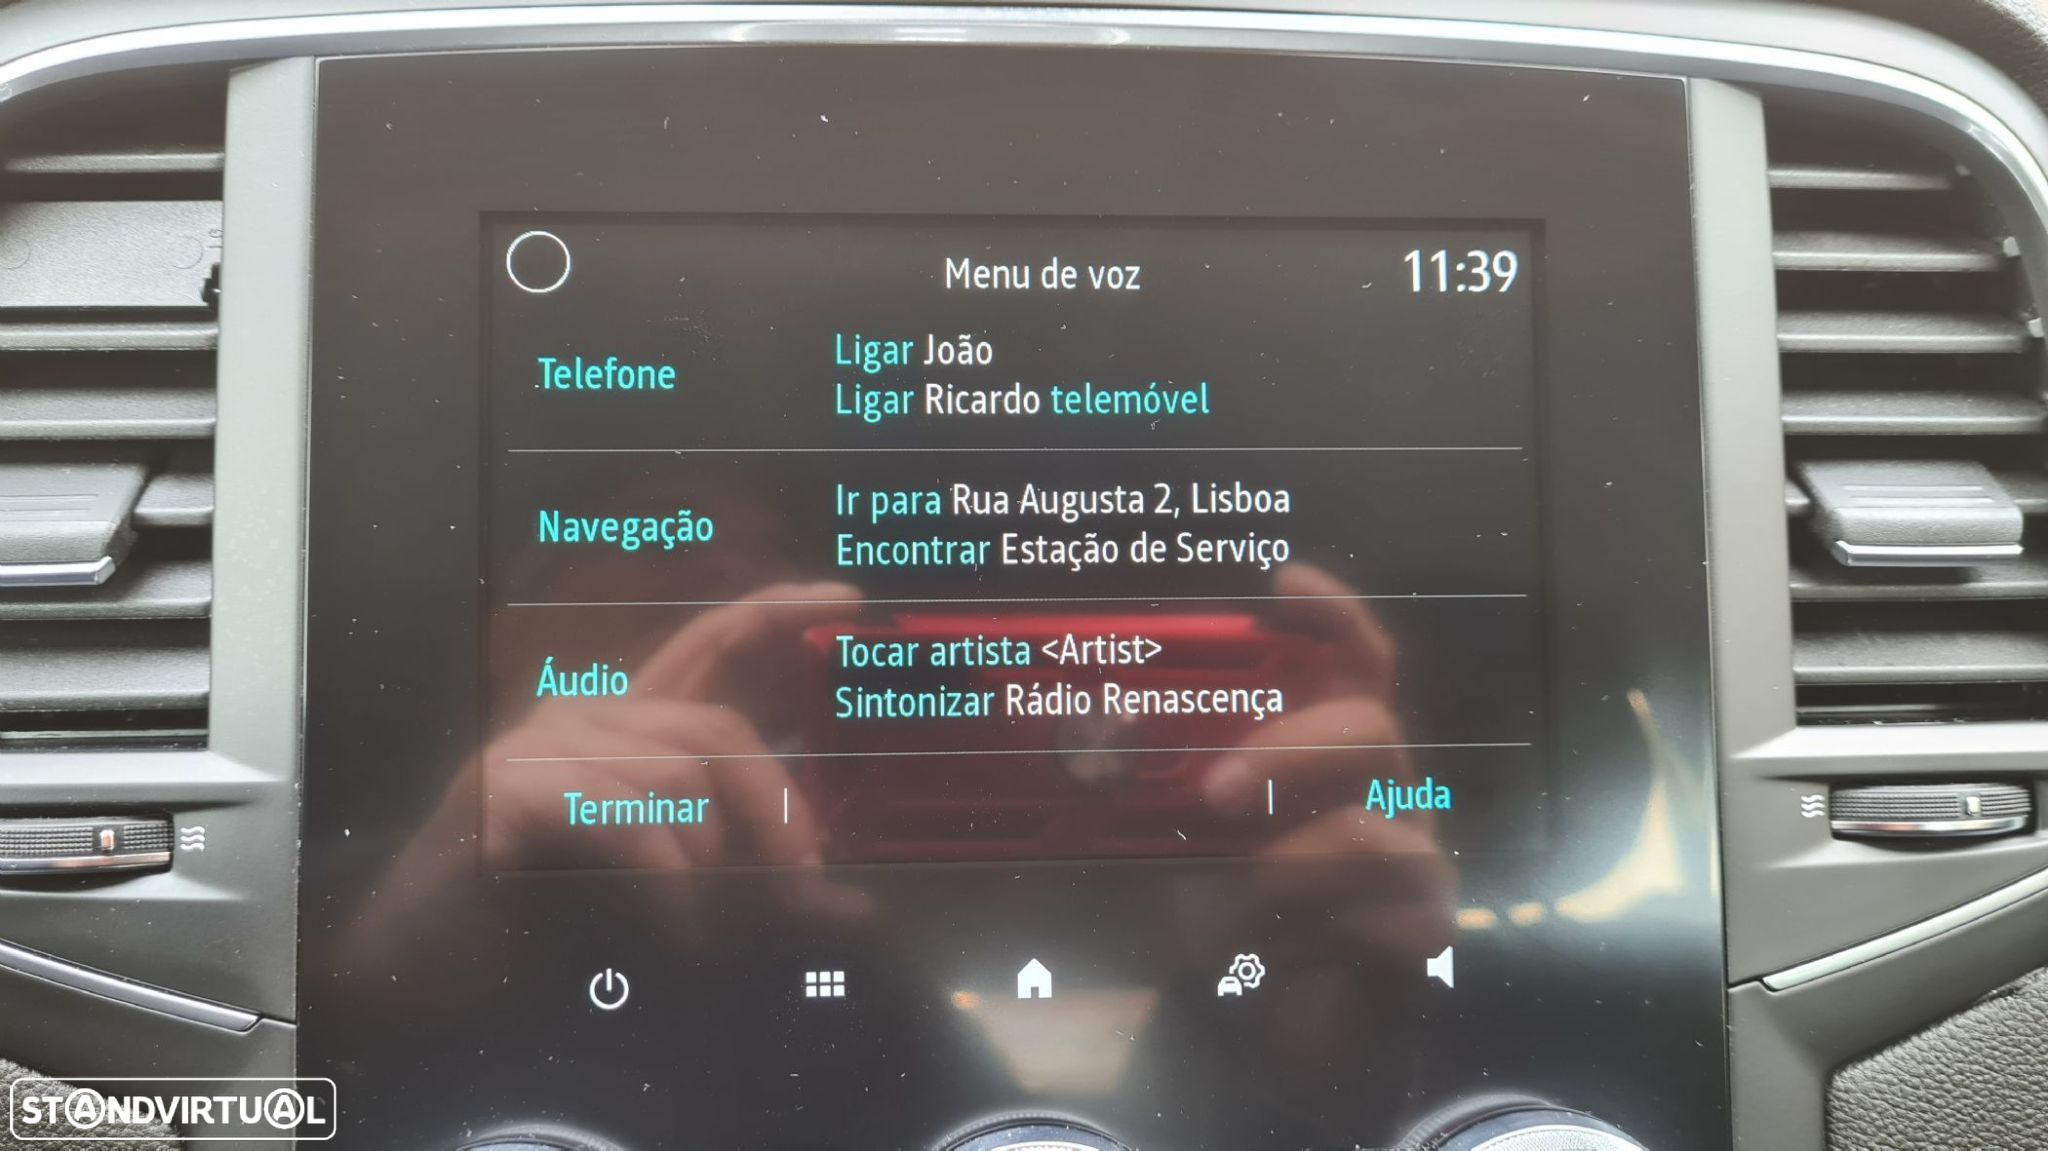 Menu de voz
11:39
Telefone
Ligar João
Ligar Ricardo telemóvel
Navegação
Ir para Rua Augusta 2, Lisboa
Encontrar Estação de Serviço
Áudio
Tocar artista <Artist>
Sintonizar Rádio Renascença
Terminar
Ajuda
STANDVIRTUAL